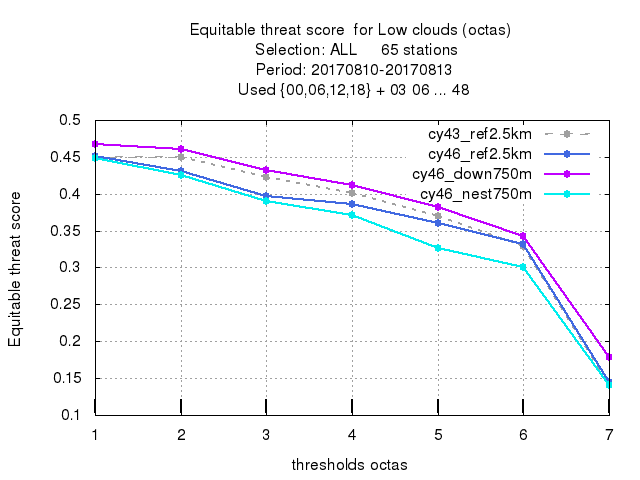 Equitable threat score for Low clouds (octas)
Selection: ALL 65 stations
Period: 20170810-20170813
Used {00,06,12,18} + 03 06 ... 48
cy43_ref2.5km
cy46_ref2.5km
cy46_down750m
cy46_nest750m
Equitable threat score
0.5
0.45
0.4
0.35
0.3
0.25
0.2
0.15
0.1
1 2 3 4 5 6 7
thresholds octas